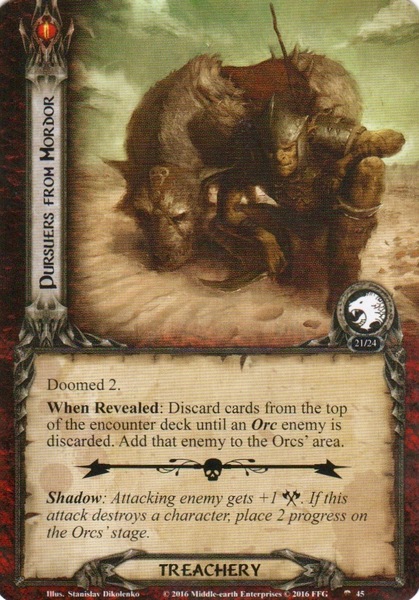 PURSUERS FROM MORDOR
21/24
Doomed 2.
When Revealed: Discard cards from the top
of the encounter deck until an Orc enemy is
discarded. Add that enemy to the Orcs' area.
Shadow: Attacking enemy gets +1 . If this
attack destroys a character, place 2 progress on
the Orcs' stage.
TREACHERY
Illus. Stanislav Dikolenko
© 2016 Middle-earth Enterprises © 2016 FFG
45